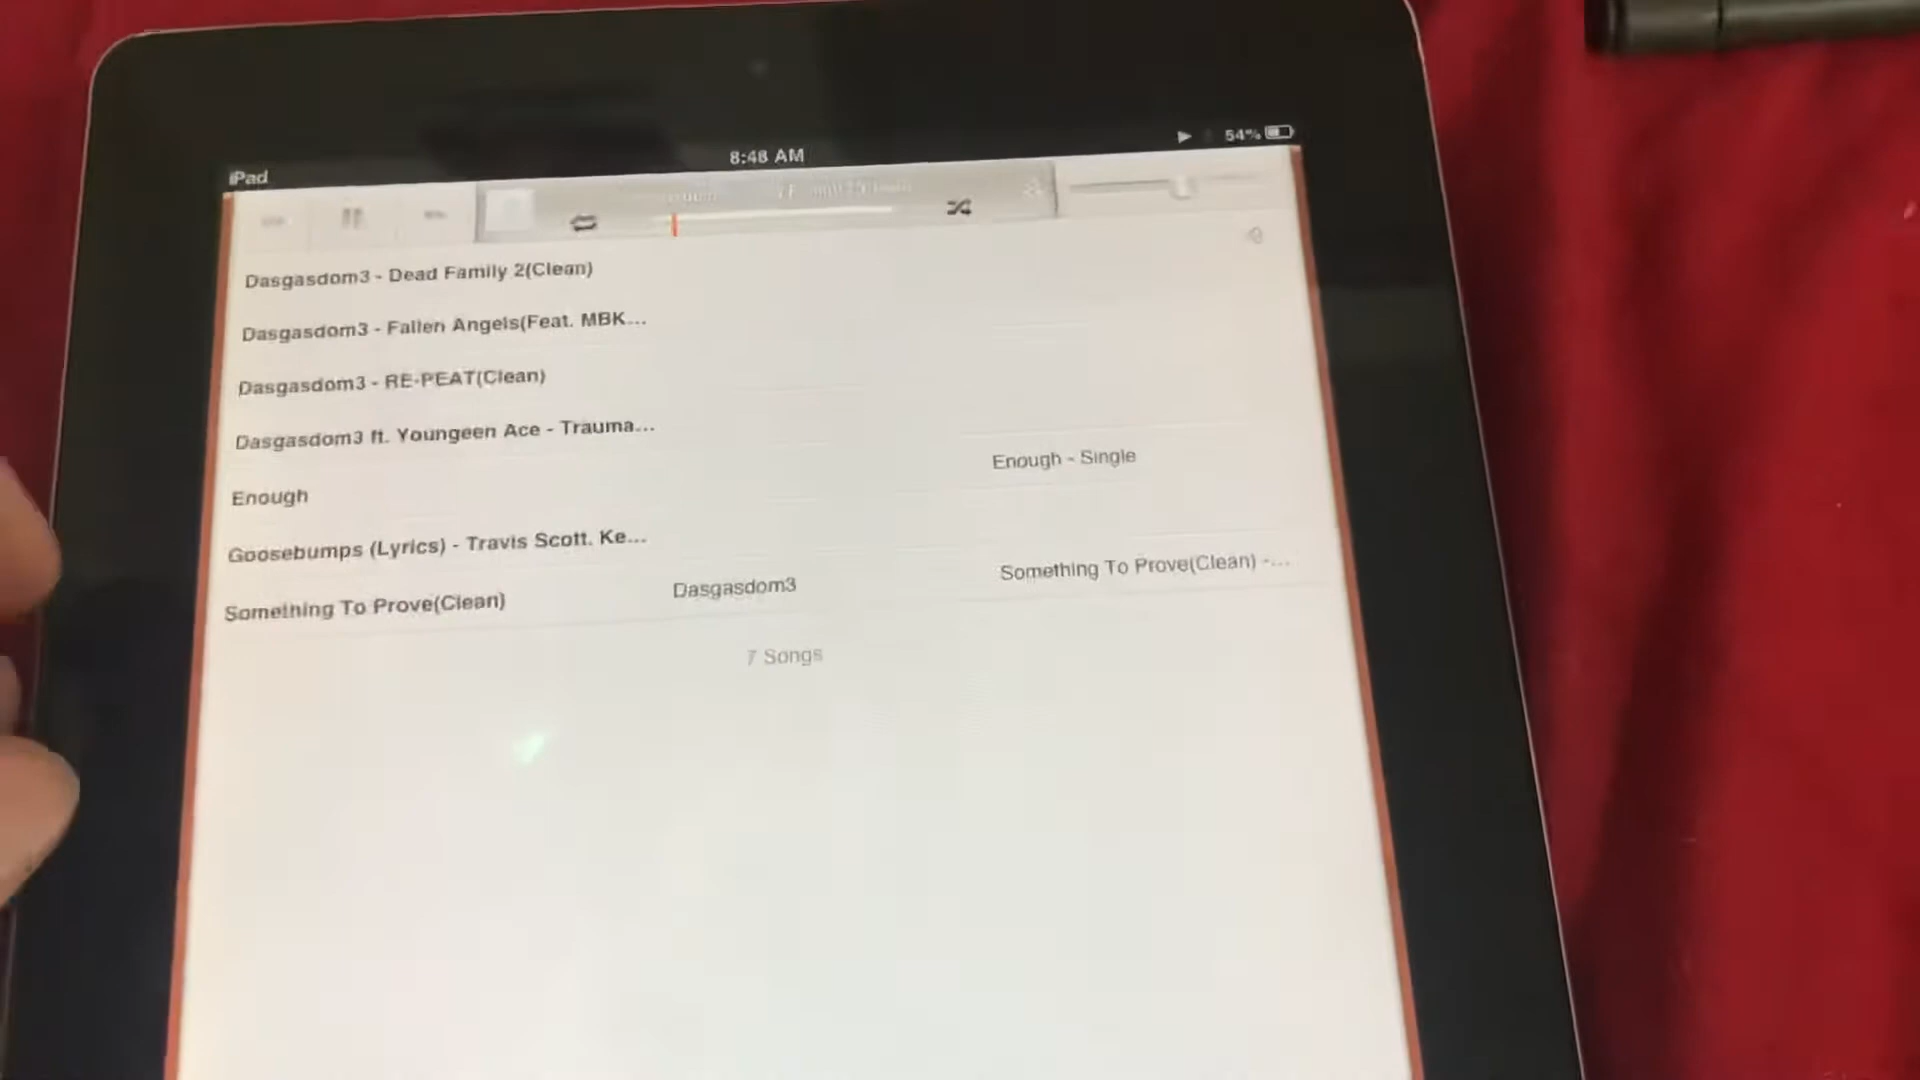 iPad
8:48 AM
54%
Dasgasdom3 - Dead Family 2(Clean)
Dasgasdom3 - Fallen Angels(Feat. MBK...
Dasgasdom3 - RE-PEAT(Clean)
Dasgasdom3 ft. Youngeen Ace - Trauma...
Enough
Enough - Single
Goosebumps (Lyrics) - Travis Scott. Ke...
Something To Prove(Clean)
Dasgasdom3
Something To Prove(Clean) -...
7 Songs